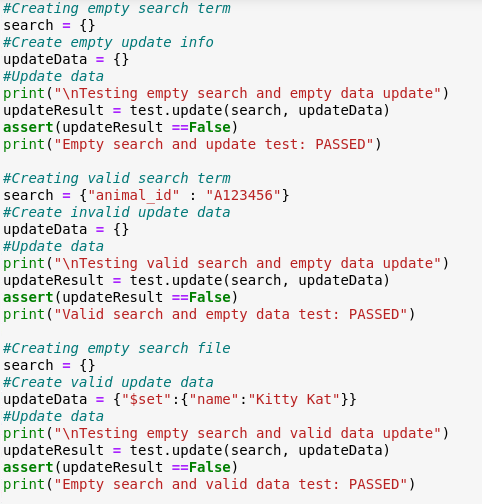 #Creating empty search term
search = {}
#Create empty update info
updateData = {}
#Update data
print("\nTesting empty search and empty data update")
updateResult = test.update(search, updateData)
assert(updateResult ==False)
print("Empty search and update test: PASSED")

#Creating valid search term
search = {"animal_id" : "A123456"}
#Create invalid update data
updateData = {}
#Update data
print("\nTesting valid search and empty data update")
updateResult = test.update(search, updateData)
assert(updateResult ==False)
print("Valid search and empty data test: PASSED")

#Creating empty search file
search = {}
#Create valid update data
updateData = {"$set":{"name":"Kitty Kat"}}
#Update data
print("\nTesting empty search and valid data update")
updateResult = test.update(search, updateData)
assert(updateResult ==False)
print("Empty search and valid data test: PASSED")